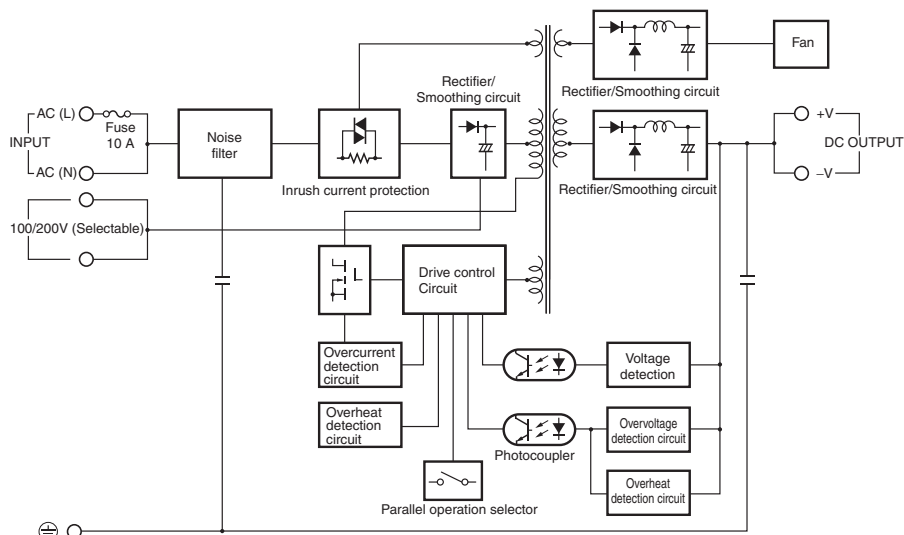 Fan
Rectifier/Smoothing circuit
Rectifier/
Smoothing circuit
INPUT
AC (L)
Fuse
10 A
AC (N)
Noise
filter
Inrush current protection
Rectifier/Smoothing circuit
+V
DC OUTPUT
–V
100/200V (Selectable)
Drive control
Circuit
Overcurrent
detection
circuit
Voltage
detection
Overheat
detection
circuit
Photocoupler
Overvoltage
detection circuit
Overheat
detection circuit
Parallel operation selector